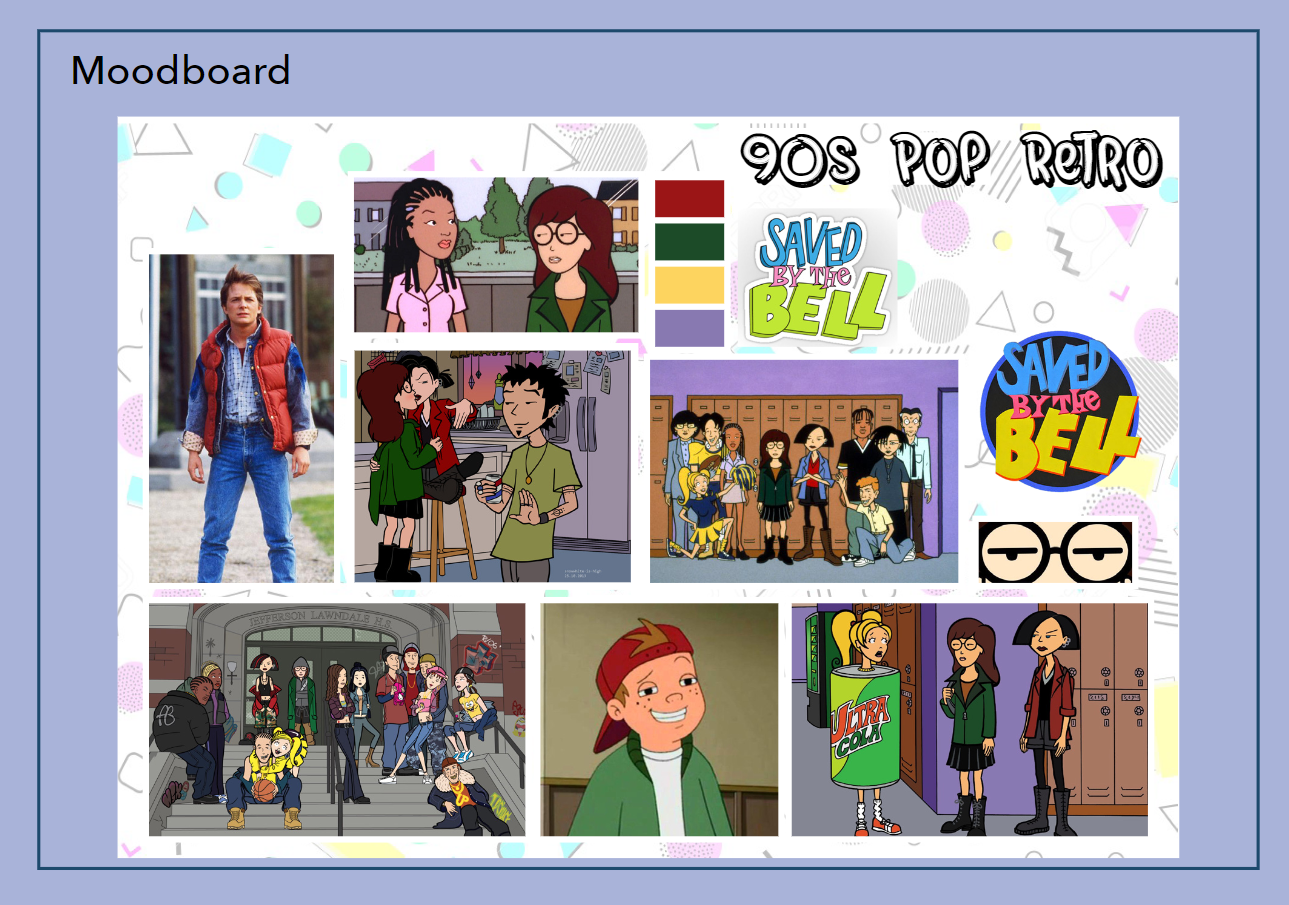 Moodboard
90s POP RETRO
SAVED
BY THE
BELL
SAVED
BY THE
BELL
JEFFERSON LAWNDALE H.S.
ULTRA
COLA